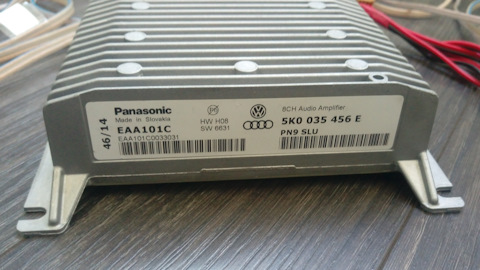 46/14
Panasonic
Made in Slovakia
EAA101C
EAA101C0033031
HW H08
SW 6631
6CH Audio Amplifier
5K0 035 456 E
PN9 SLU